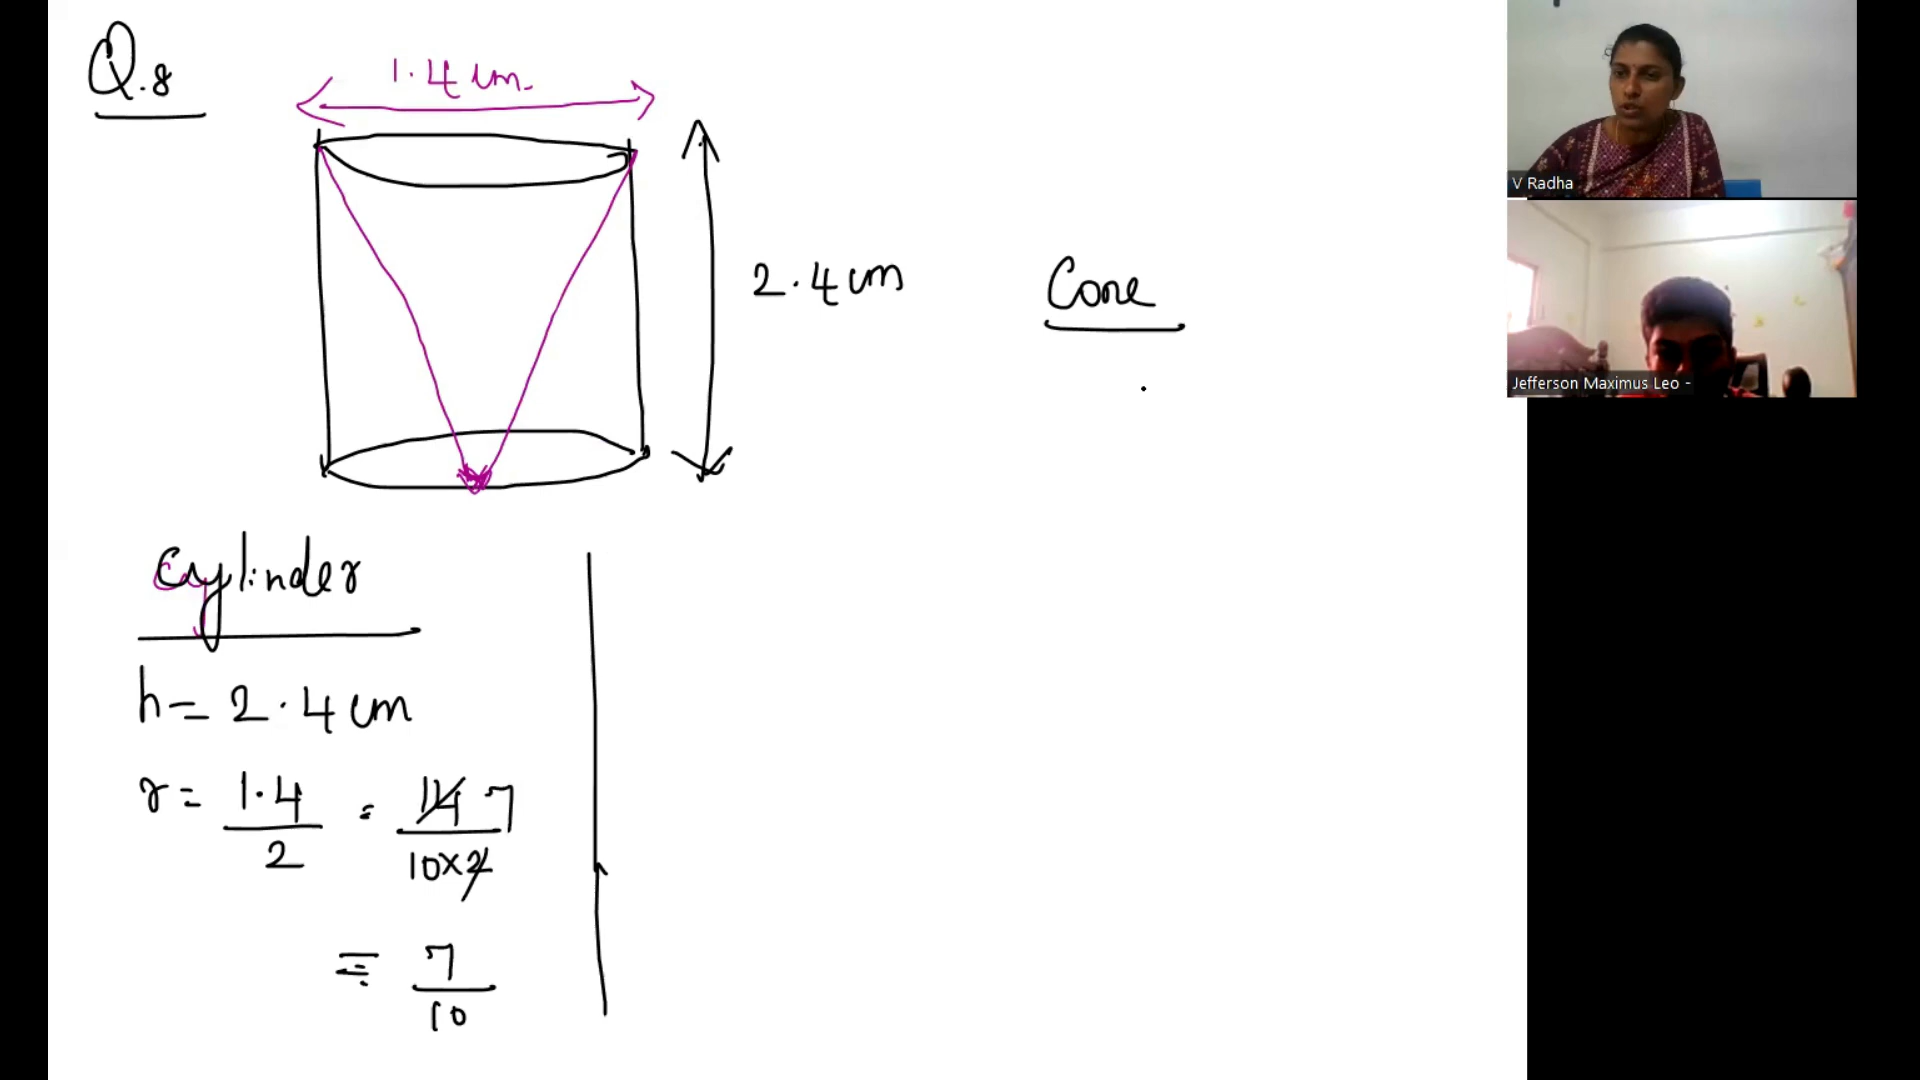 Q.8
1.4 cm.
2.4 cm
Cone
Cylinder
h = 2.4 cm
r = 1.4/2 = 14 7/10×2
= 7/10
V Radha
Jefferson Maximus Leo -